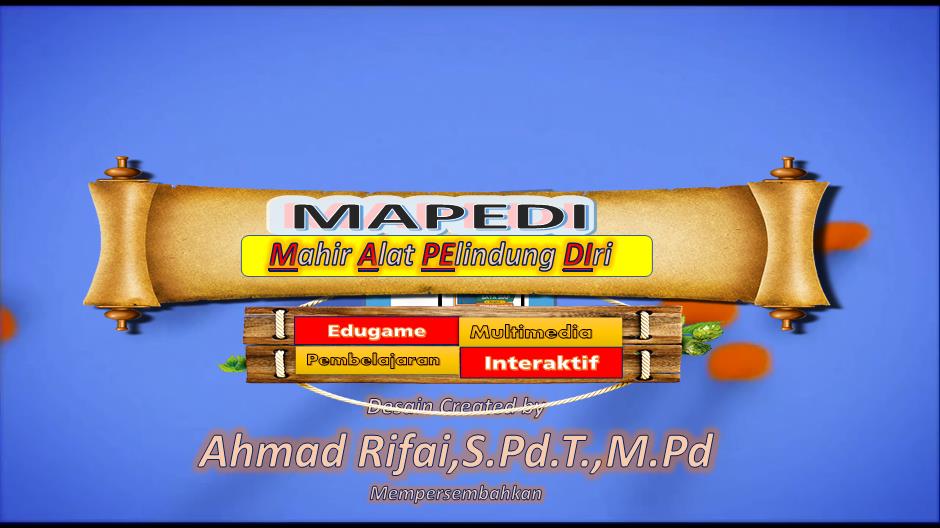 MAPEDI
Mahir Alat PElindung DIri
Edugame Multimedia
Pembelajaran Interaktif
Desain Created by
Ahmad Rifai,S.Pd.T.,M.Pd
Mempersembahkan